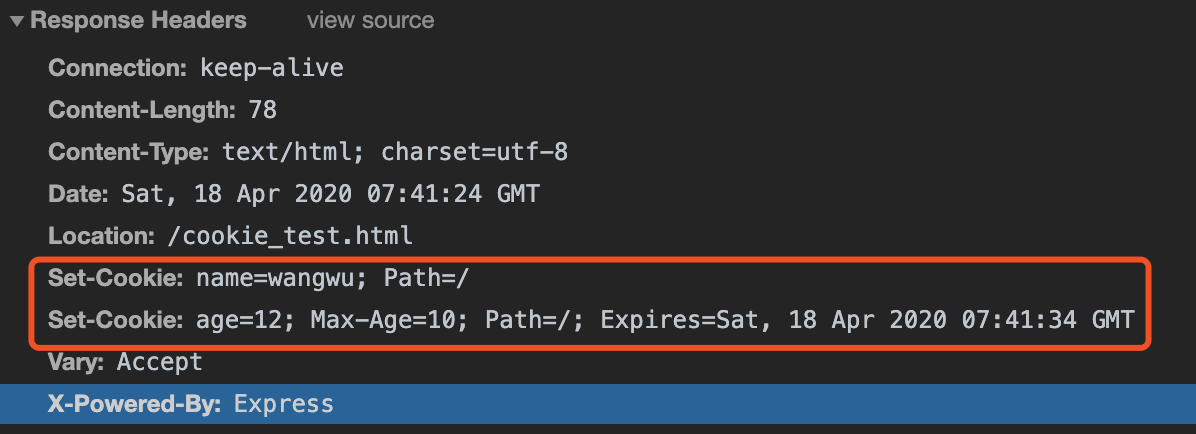 Response Headers view source
Connection: keep-alive
Content-Length: 78
Content-Type: text/html; charset=utf-8
Date: Sat, 18 Apr 2020 07:41:24 GMT
Location: /cookie_test.html
Set-Cookie: name=wangwu; Path=/
Set-Cookie: age=12; Max-Age=10; Path=/; Expires=Sat, 18 Apr 2020 07:41:34 GMT
Vary: Accept
X-Powered-By: Express